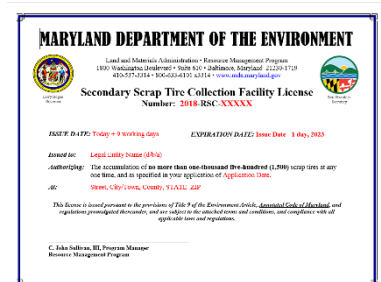 MARYLAND DEPARTMENT OF THE ENVIRONMENT
Land and Materials Administration • Resource Management Program
1800 Washington Boulevard • Suite 610 • Baltimore, Maryland 21230-1719
410-537-3314 • 800-633-6101 x3314 • www.mde.maryland.gov
Secondary Scrap Tire Collection Facility License
Number: 2018-RSC-XXXXX
Larry Hogan
Governor
Secretary
ISSUE DATE: Today + 9 working days EXPIRATION DATE: Issue Date 1 day, 2023
Issued to: Legal Entity Name (d/b/a)
Authorizing: The accumulation of no more than one-thousand five-hundred (1,500) scrap tires at any
one time, and as specified in your application of Application Date.
At: Street, City/Town, County, STATE ZIP
This license is issued pursuant to the provisions of Title 9 of the Environment Article, Annotated Code of Maryland, and
regulations promulgated thereunder, and are subject to the attached terms and conditions, and compliance with all
applicable laws and regulations.
C. John Sullivan, III, Program Manager
Resource Management Program